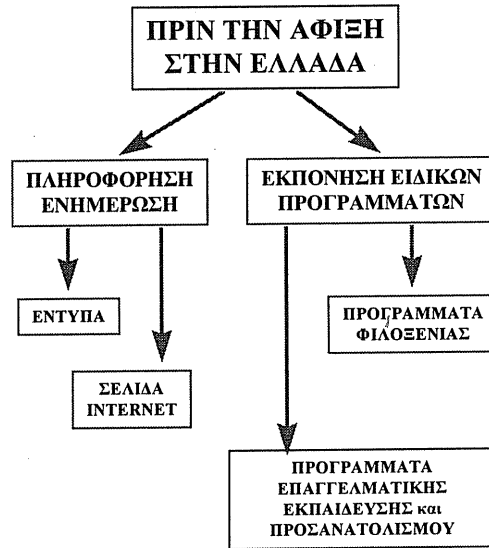 ΠΡΙΝ ΤΗΝ ΑΦΙΞΗ
ΣΤΗΝ ΕΛΛΑΔΑ
ΠΛΗΡΟΦΟΡΗΣΗ
ΕΝΗΜΕΡΩΣΗ
ΕΚΠΟΝΗΣΗ ΕΙΔΙΚΩΝ
ΠΡΟΓΡΑΜΜΑΤΩΝ
ΕΝΤΥΠΑ
ΠΡΟΓΡΑΜΜΑΤΑ
ΦΙΛΟΞΕΝΙΑΣ
ΣΕΛΙΔΑ
INTERNET
ΠΡΟΓΡΑΜΜΑΤΑ
ΕΠΑΓΓΕΛΜΑΤΙΚΗΣ
ΕΚΠΑΙΔΕΥΣΗΣ και
ΠΡΟΣΑΝΑΤΟΛΙΣΜΟΥ